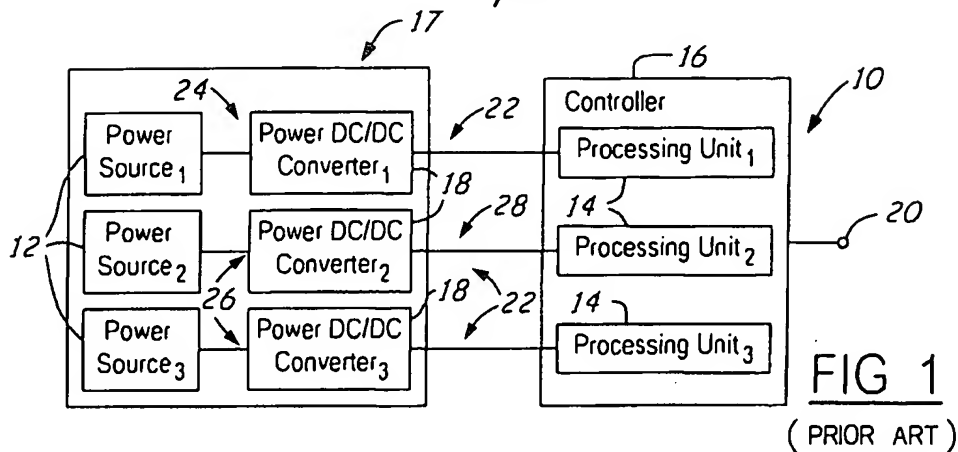 17
16
10
24
22
Controller
Power
Source1
Power DC/DC
Converter1
Processing Unit1
18
14
28
20
12
Power
Source2
Power DC/DC
Converter2
Processing Unit2
26
18
22
14
Power
Source3
Power DC/DC
Converter3
Processing Unit3
FIG 1
(PRIOR ART)